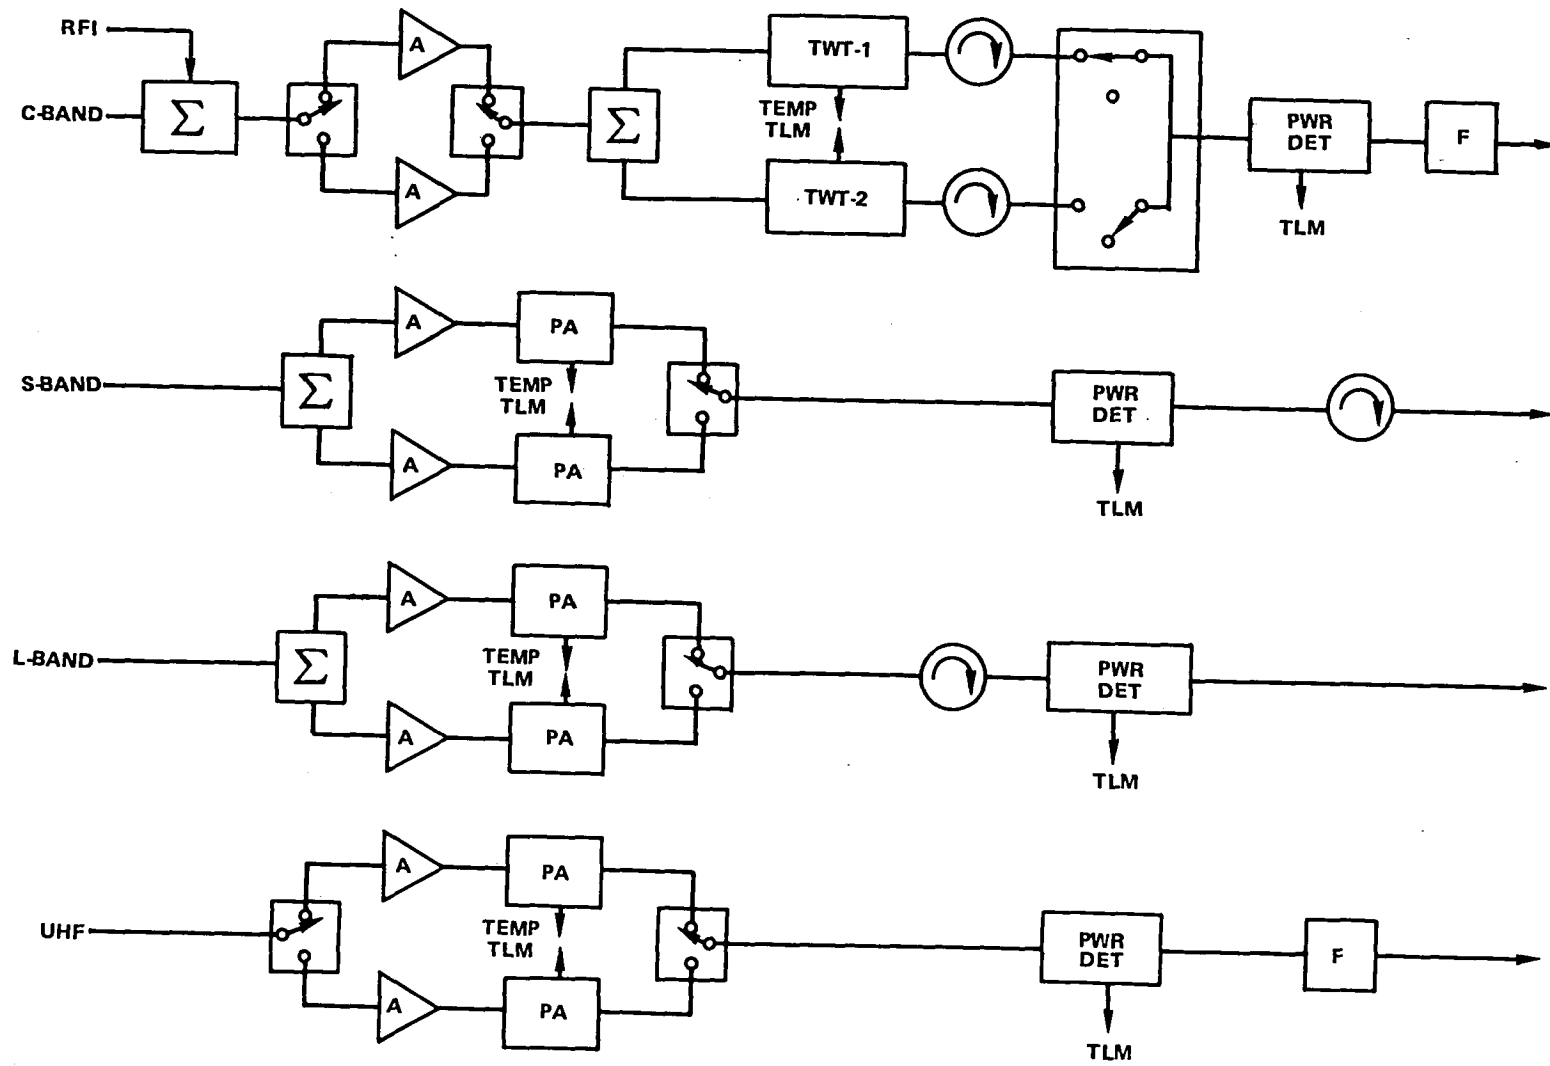 RFI
C-BAND
Σ
A
A
Σ
TWT-1
TEMP
TLM
TWT-2
PWR
DET
TLM
F
S-BAND
Σ
A
A
PA
TEMP
TLM
PA
PWR
DET
TLM
L-BAND
Σ
A
A
PA
TEMP
TLM
PA
PWR
DET
TLM
UHF
A
A
PA
TEMP
TLM
PA
PWR
DET
TLM
F